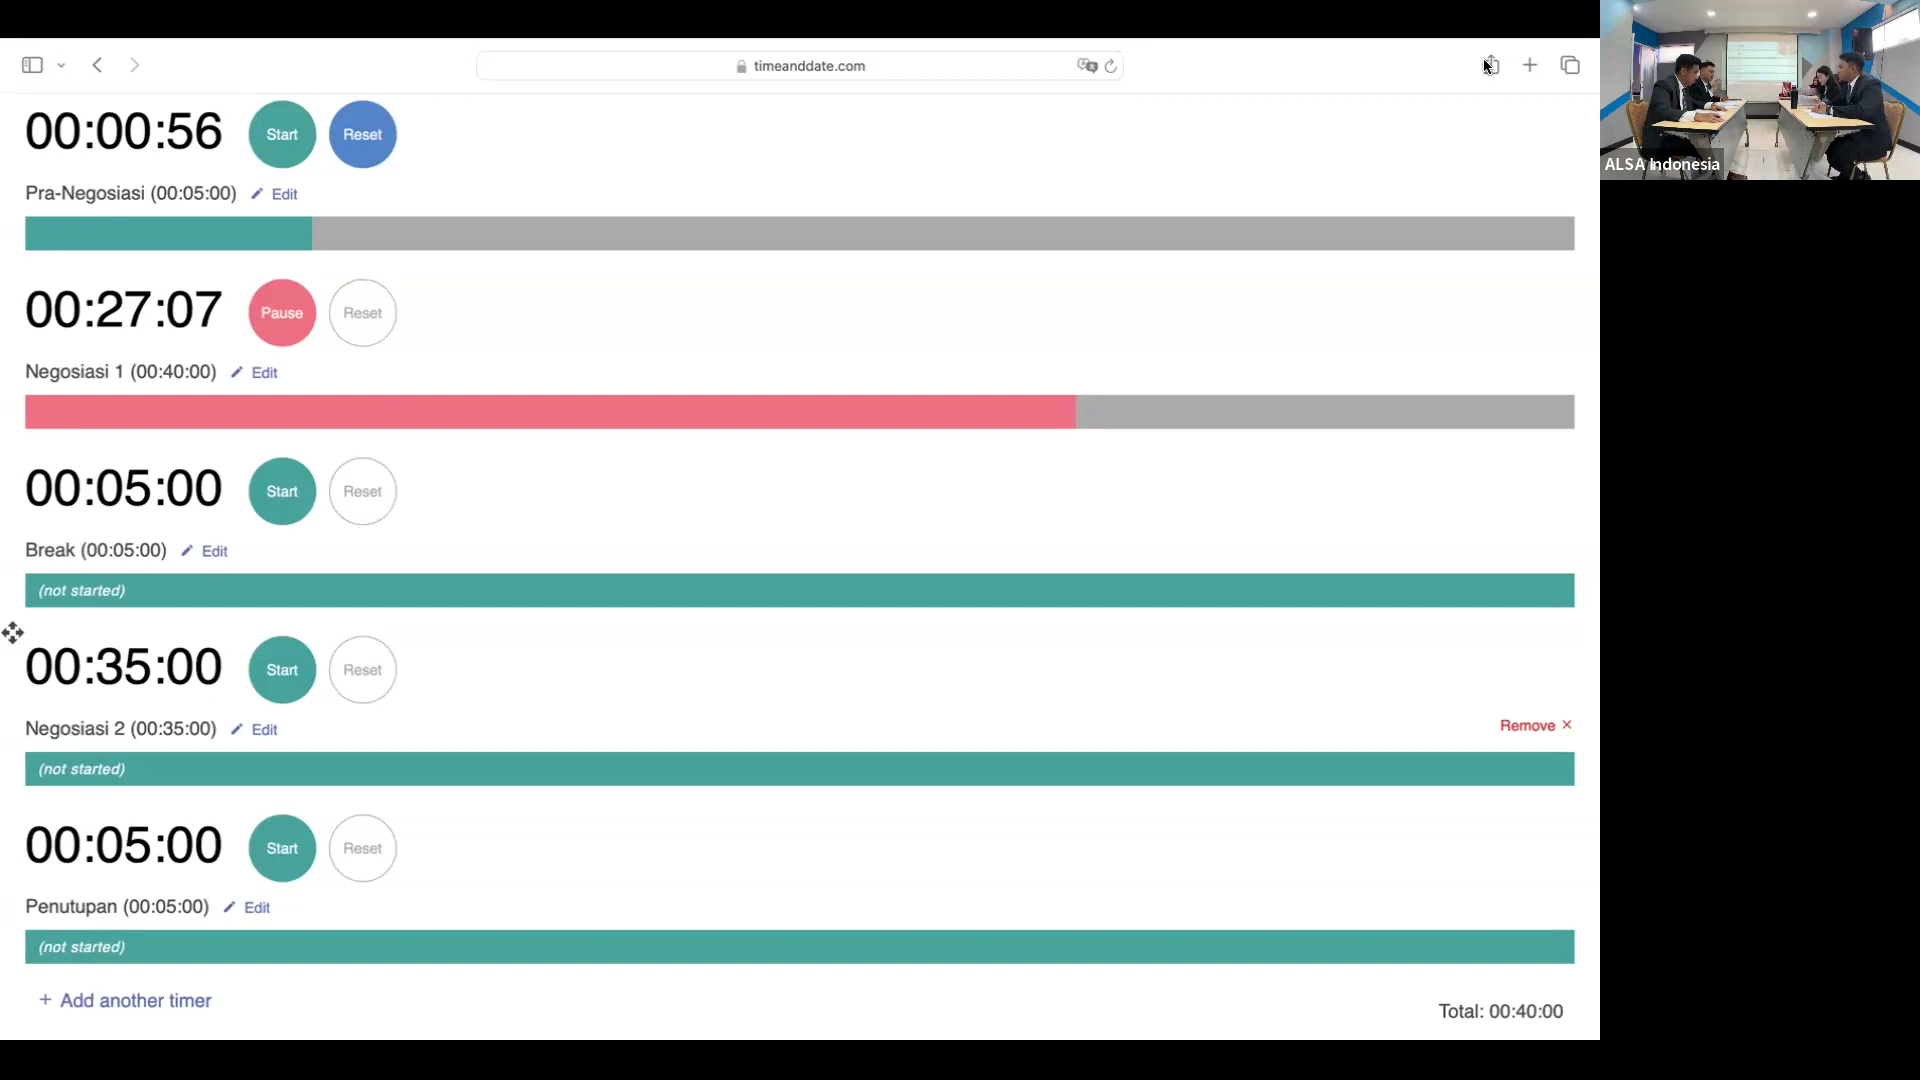 timeanddate.com
00:00:56 Start Reset
Pra-Negosiasi (00:05:00) Edit
00:27:07 Pause Reset
Negosiasi 1 (00:40:00) Edit
00:05:00 Start Reset
Break (00:05:00) Edit
(not started)
00:35:00 Start Reset
Negosiasi 2 (00:35:00) Edit Remove ×
(not started)
00:05:00 Start Reset
Penutupan (00:05:00) Edit
(not started)
+ Add another timer
Total: 00:40:00
ALSA Indonesia